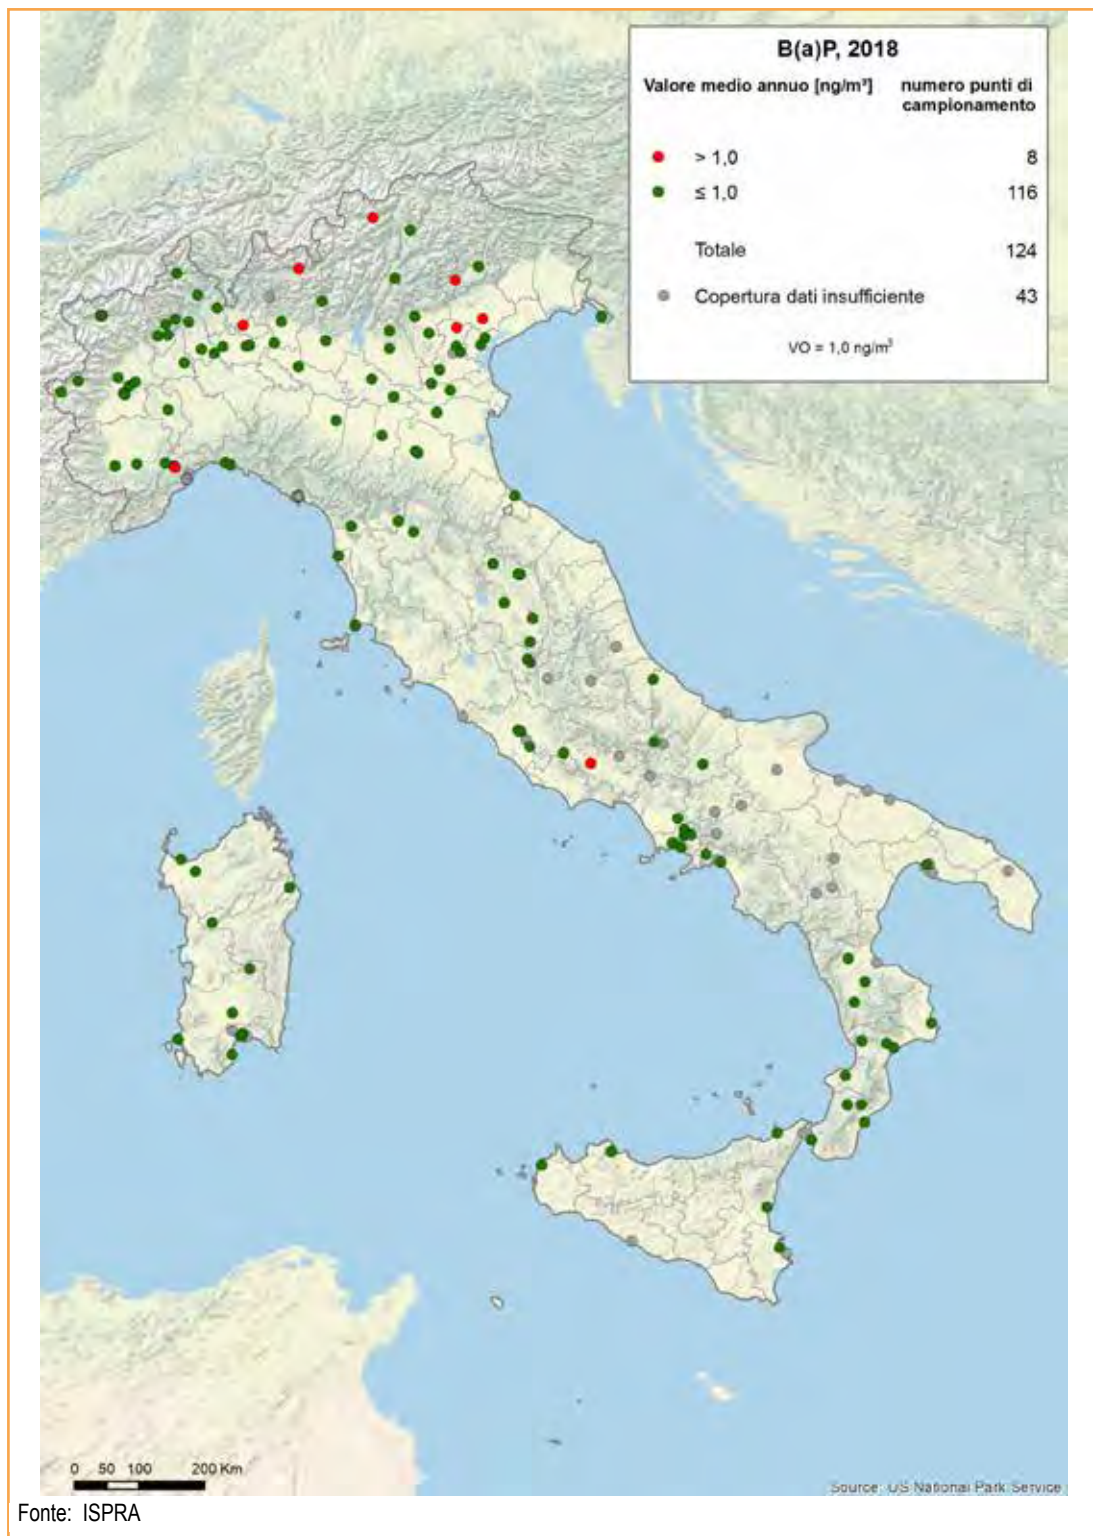 B(a)P, 2018
Valore medio annuo [ng/m³] numero punti di campionamento
> 1,0 8
≤ 1,0 116
Totale 124
Copertura dati insufficiente 43
VO = 1,0 ng/m³
0 50 100 200 Km
Source: US National Park Service
Fonte: ISPRA